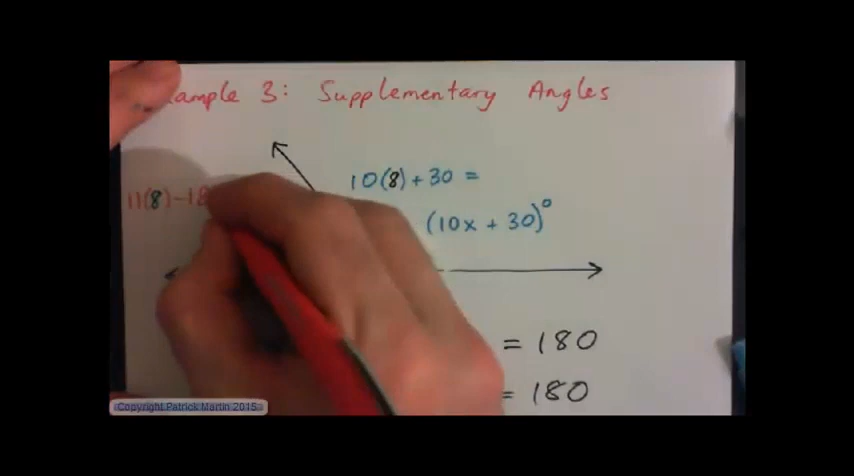 ample 3: Supplementary Angles
10(8) + 30 =
11(8) - 18
(10x + 30)°
= 180
= 180
Copyright Patrick Martin 2015